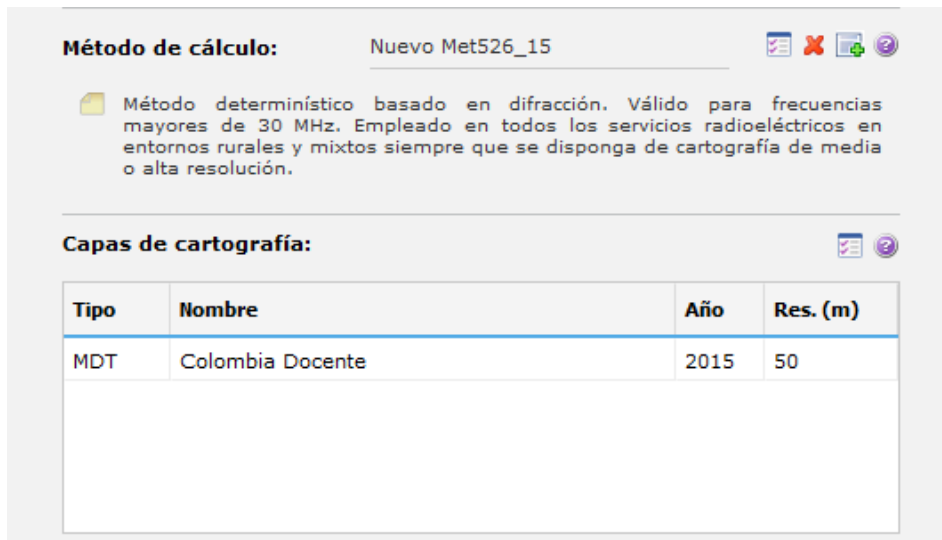 Método de cálculo: Nuevo Met526_15
Método determinístico basado en difracción. Válido para frecuencias
mayores de 30 MHz. Empleado en todos los servicios radioeléctricos en
entornos rurales y mixtos siempre que se disponga de cartografía de media
o alta resolución.
Capas de cartografía:
Tipo Nombre Año Res. (m)
MDT Colombia Docente 2015 50